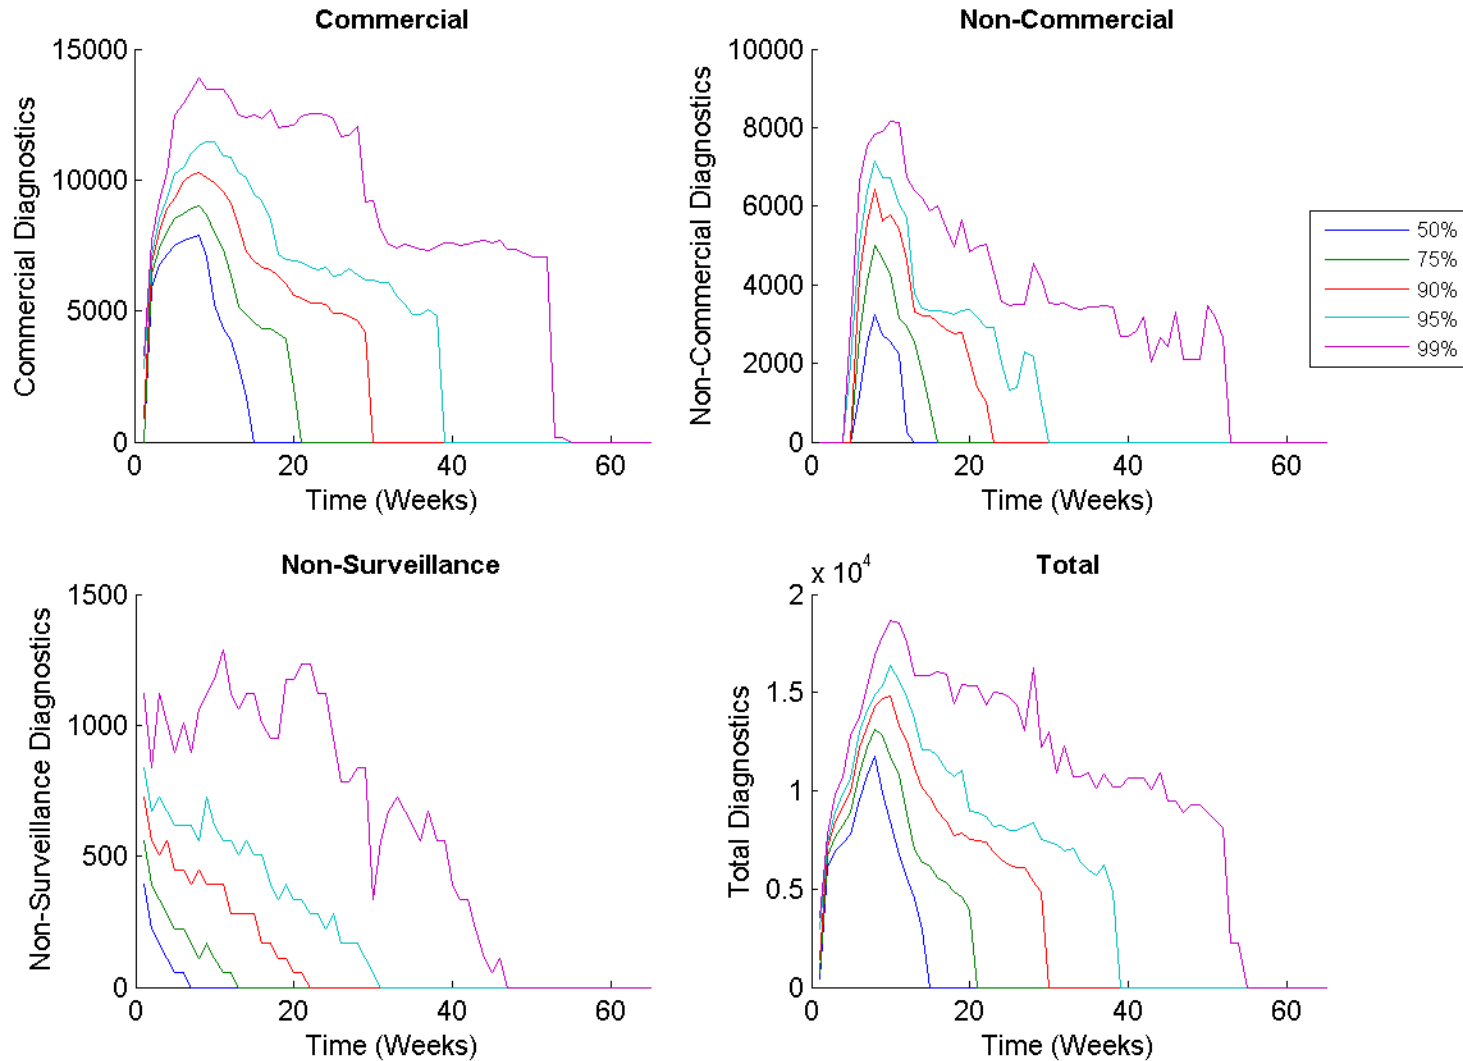 Commercial
15000
10000
5000
0
0 20 40 60
Commercial Diagnostics
Time (Weeks)
Non-Commercial
10000
8000
6000
4000
2000
0
0 20 40 60
Non-Commercial Diagnostics
Time (Weeks)
50%
75%
90%
95%
99%
Non-Surveillance
1500
1000
500
0
0 20 40 60
Non-Surveillance Diagnostics
Time (Weeks)
Total
x 10^4
2
1.5
1
0.5
0
0 20 40 60
Total Diagnostics
Time (Weeks)